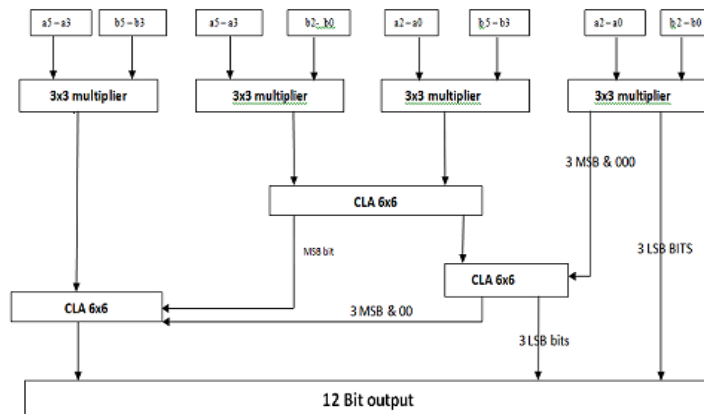 a5-a3
b5-b3
a5-a3
b2-b0
a2-a0
b5-b3
a2-a0
b2-b0
3x3 multiplier
3x3 multiplier
3x3 multiplier
3x3 multiplier
3 MSB & 000
CLA 6x6
MSB bit
3 LSB BITS
CLA 6x6
CLA 6x6
3 MSB & 00
3 LSB bits
12 Bit output